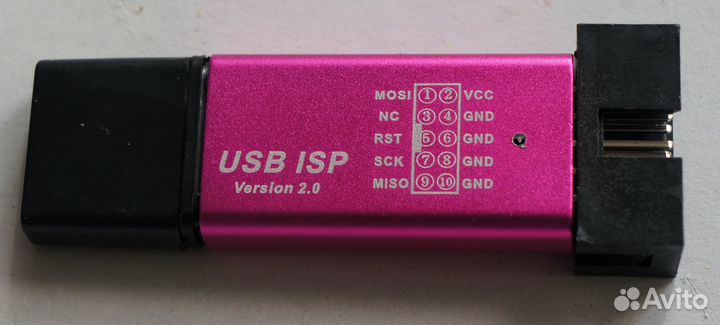 USB ISP
Version 2.0
MOSI ① ② VCC
NC ③ ④ GND
RST ⑤ ⑥ GND
SCK ⑦ ⑧ GND
MISO ⑨ ⑩ GND
Avito